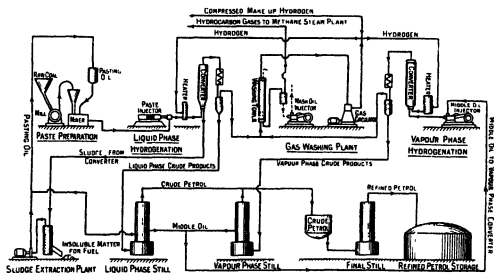 COMPRESSED MAKE UP HYDROGEN
HYDROCARBON GASES TO METHANE STEAM PLANT
HYDROGEN
HYDROGEN
RAW COAL
PASTING OIL
MILL
MIXER
PASTE PREPARATION
PASTE INJECTOR
HEATER
CONVERTER
LIQUID PHASE HYDROGENATION
WASHING TOWER
WASH OIL INJECTOR
GAS WASHING PLANT
CONVERTER
HEATER
MIDDLE OIL INJECTOR
VAPOUR PHASE HYDROGENATION
PASTING OIL
SLUDGE FROM CONVERTER
LIQUID PHASE CRUDE PRODUCTS
VAPOUR PHASE CRUDE PRODUCTS
MIDDLE OIL TO VAPOUR PHASE CONVERTER
CRUDE PETROL
MIDDLE OIL
CRUDE PETROL
REFINED PETROL
INSOLUBLE MATTER FOR FUEL
SLUDGE EXTRACTION PLANT
LIQUID PHASE STILL
VAPOUR PHASE STILL
FINAL STILL
REFINED PETROL STORAGE